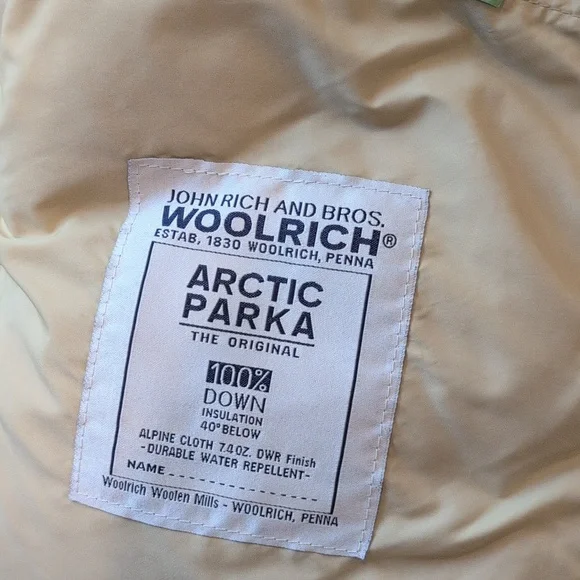 JOHN RICH AND BROS.
WOOLRICH®
ESTAB. 1830 WOOLRICH, PENNA
ARCTIC
PARKA
THE ORIGINAL
100%
DOWN
INSULATION
40° BELOW
ALPINE CLOTH 7.4 OZ. DWR Finish
-DURABLE WATER REPELLENT-
NAME
Woolrich Woolen Mills - WOOLRICH, PENNA